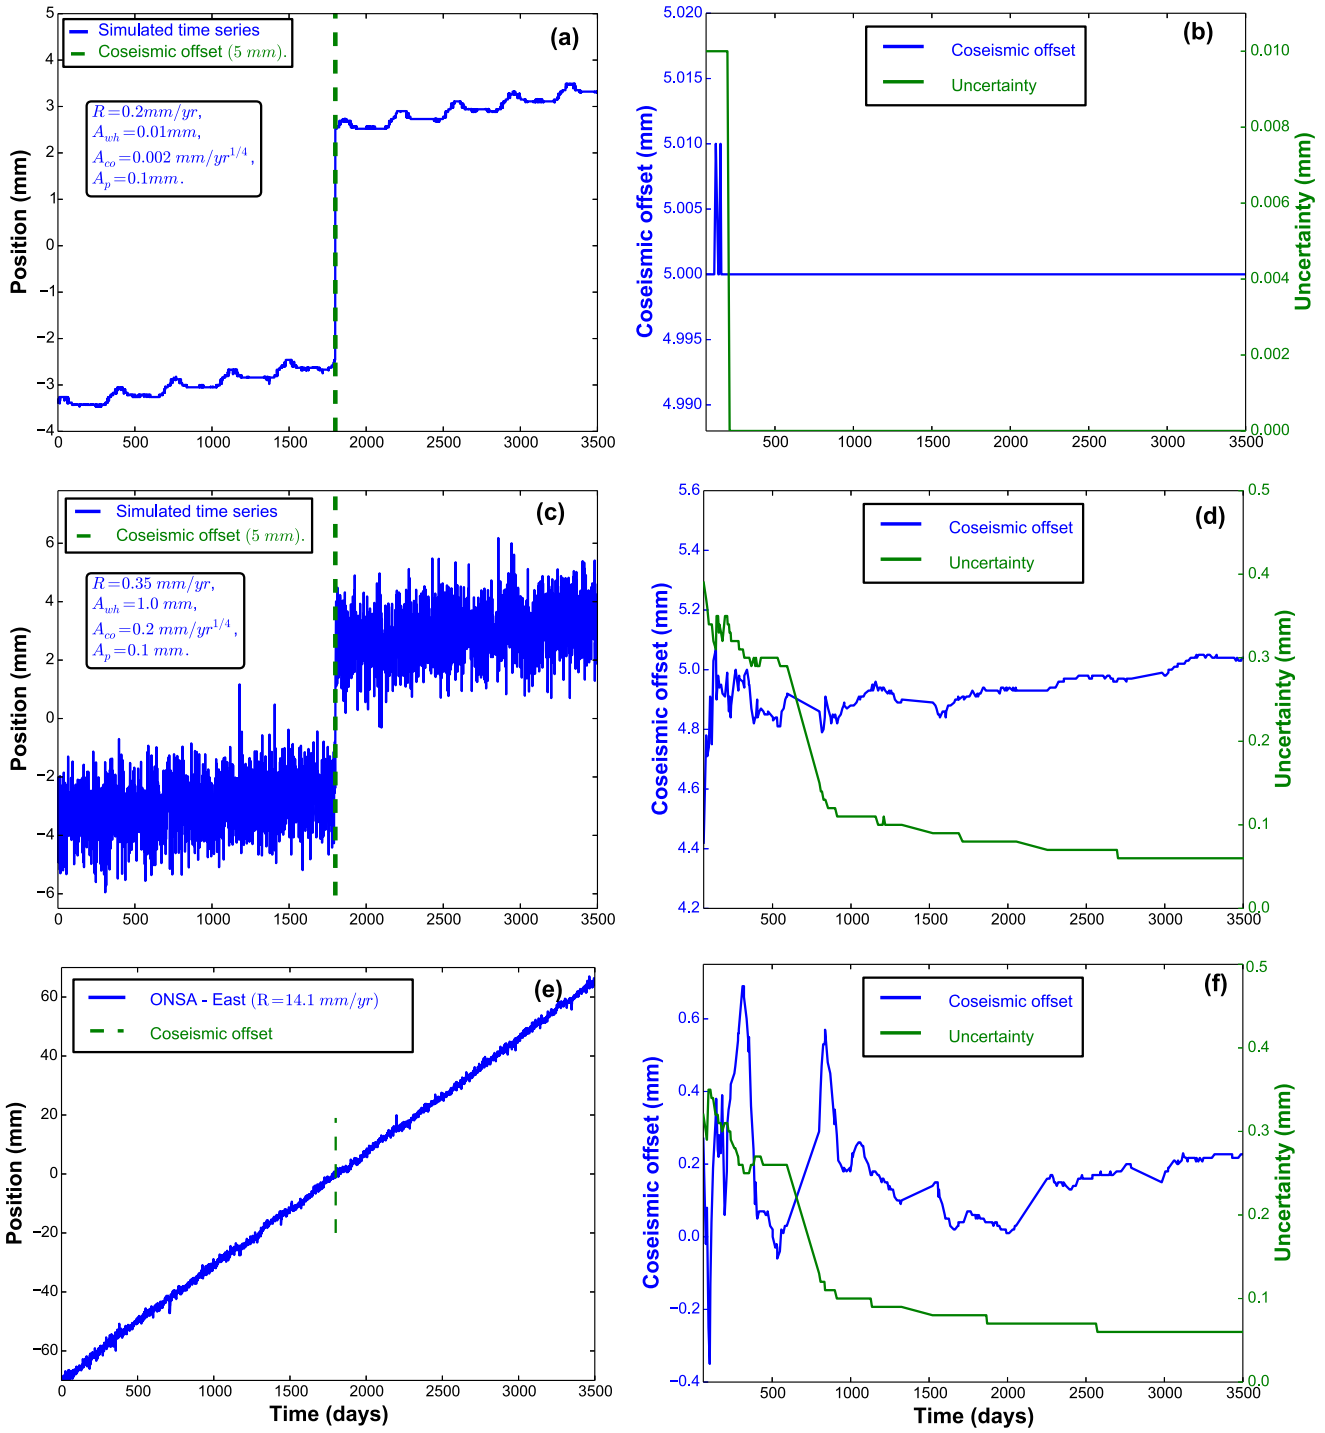 Simulated time series
Coseismic offset (5 mm).
(a)
R=0.2mm/yr,
A_wh=0.01mm,
A_co=0.002 mm/yr^1/4,
A_p=0.1mm.
Position (mm)
5
4
3
2
1
0
−1
−2
−3
−4
0 500 1000 1500 2000 2500 3000 3500
(b)
Coseismic offset
Uncertainty
Coseismic offset (mm)
5.020
5.015
5.010
5.005
5.000
4.995
4.990
Uncertainty (mm)
0.010
0.008
0.006
0.004
0.002
0.000
500 1000 1500 2000 2500 3000 3500
Simulated time series
Coseismic offset (5 mm).
(c)
R=0.35 mm/yr,
A_wh=1.0 mm,
A_co=0.2 mm/yr^1/4,
A_p=0.1 mm.
Position (mm)
6
4
2
0
−2
−4
−6
0 500 1000 1500 2000 2500 3000 3500
(d)
Coseismic offset
Uncertainty
Coseismic offset (mm)
5.6
5.4
5.2
5.0
4.8
4.6
4.4
4.2
Uncertainty (mm)
0.5
0.4
0.3
0.2
0.1
0.0
500 1000 1500 2000 2500 3000 3500
ONSA - East (R=14.1 mm/yr)
Coseismic offset
(e)
Position (mm)
60
40
20
0
−20
−40
−60
0 500 1000 1500 2000 2500 3000 3500
Time (days)
(f)
Coseismic offset
Uncertainty
Coseismic offset (mm)
0.6
0.4
0.2
0.0
−0.2
−0.4
Uncertainty (mm)
0.5
0.4
0.3
0.2
0.1
0.0
500 1000 1500 2000 2500 3000 3500
Time (days)